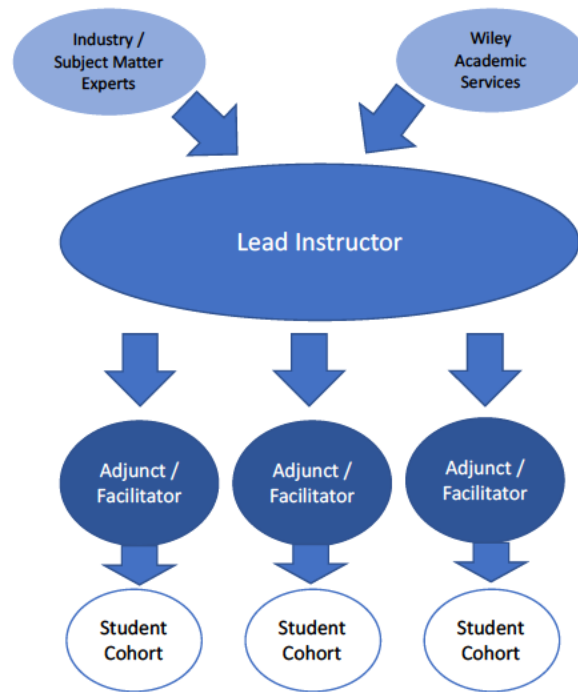 Industry /
Subject Matter
Experts
Wiley
Academic
Services
Lead Instructor
Adjunct /
Facilitator
Adjunct /
Facilitator
Adjunct /
Facilitator
Student
Cohort
Student
Cohort
Student
Cohort